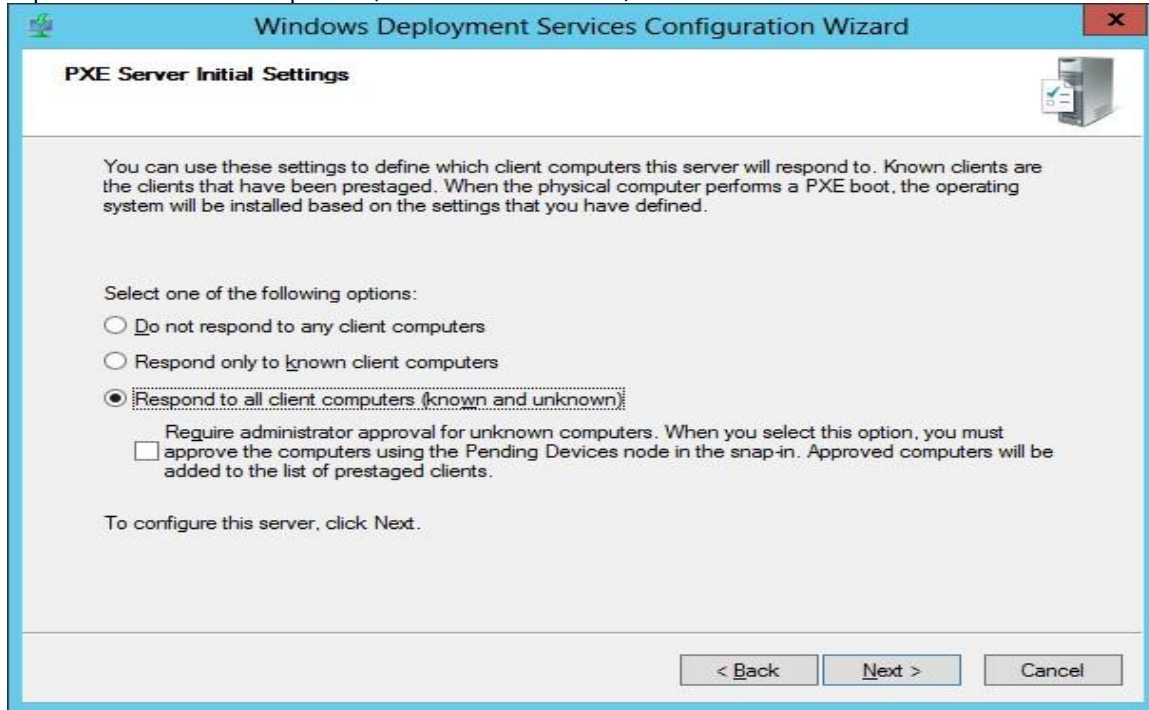 Windows Deployment Services Configuration Wizard
x
PXE Server Initial Settings
You can use these settings to define which client computers this server will respond to. Known clients are
the clients that have been prestaged. When the physical computer performs a PXE boot, the operating
system will be installed based on the settings that you have defined.
Select one of the following options:
Do not respond to any client computers
Respond only to known client computers
Respond to all client computers (known and unknown)
Require administrator approval for unknown computers. When you select this option, you must
approve the computers using the Pending Devices node in the snap-in. Approved computers will be
added to the list of prestaged clients.
To configure this server, click Next.
< Back
Next >
Cancel